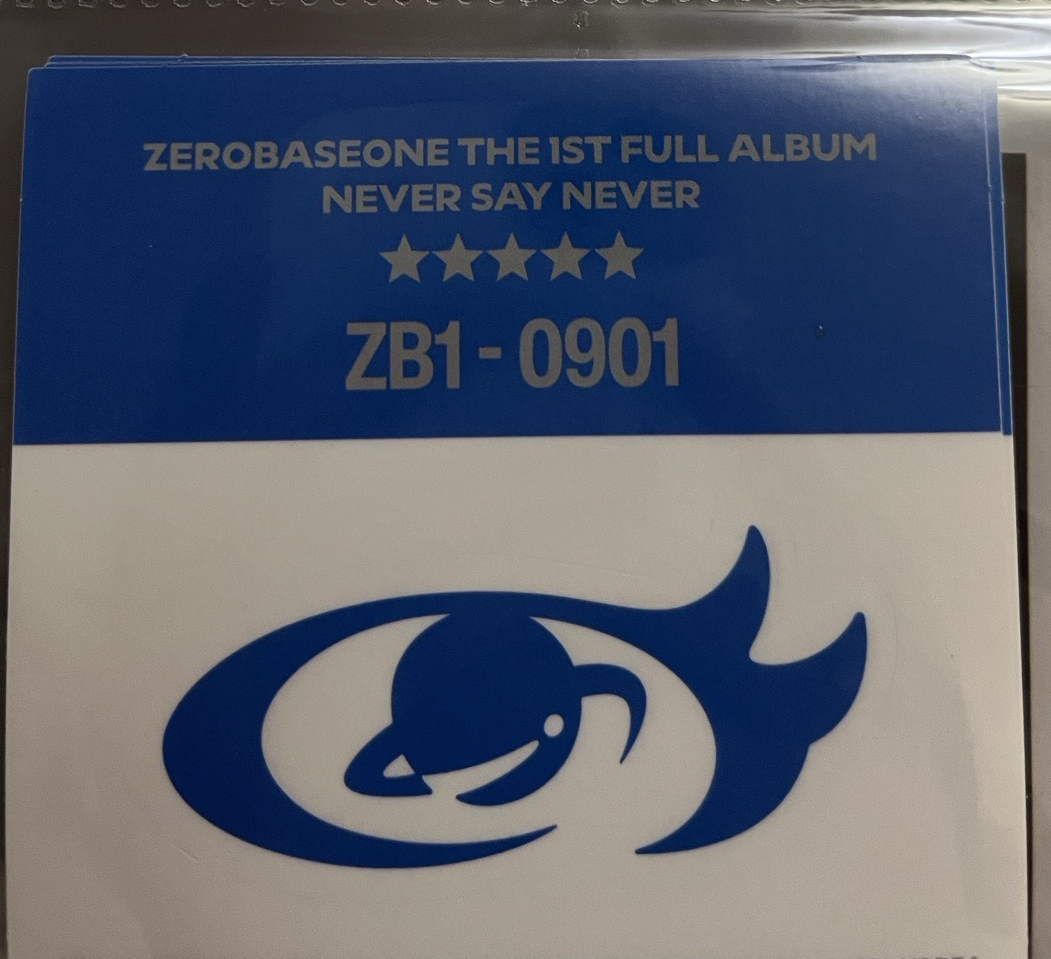 ZEROBASEONE THE 1ST FULL ALBUM
NEVER SAY NEVER
ZB1-0901